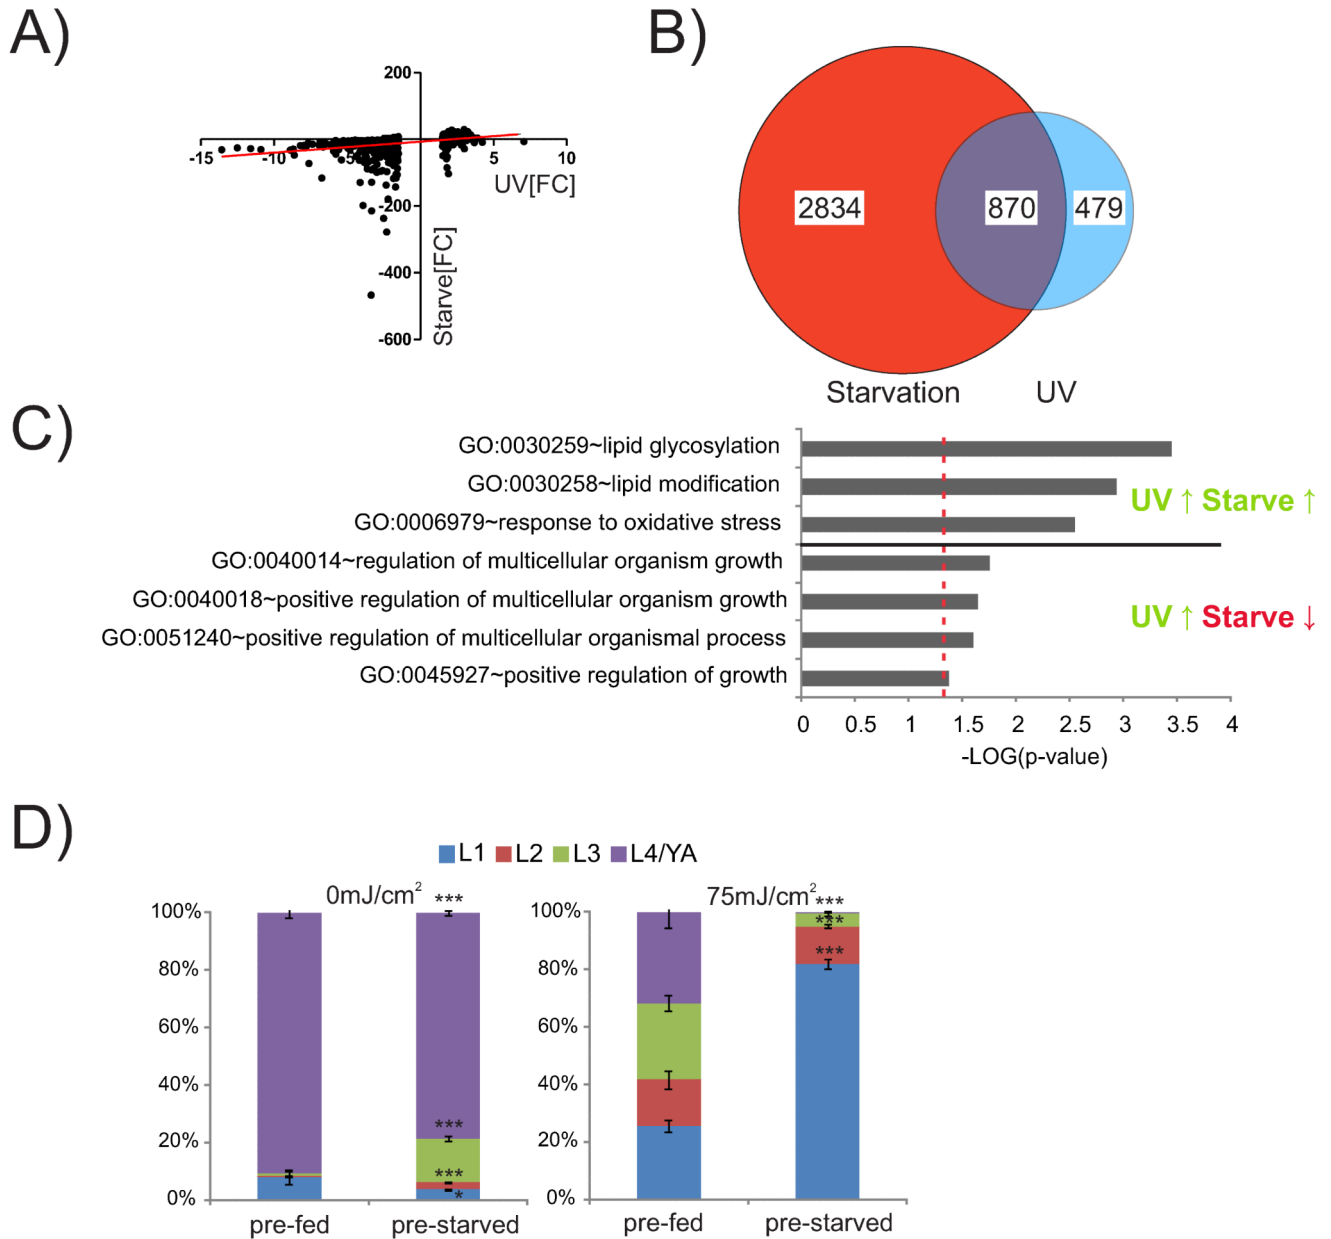 A)
200
-15
-10
-5
5
10
UV[FC]
-200
-400
-600
Starve[FC]
B)
2834
870
479
Starvation
UV
C)
GO:0030259~lipid glycosylation
GO:0030258~lipid modification
GO:0006979~response to oxidative stress
UV ↑ Starve ↑
GO:0040014~regulation of multicellular organism growth
GO:0040018~positive regulation of multicellular organism growth
GO:0051240~positive regulation of multicellular organismal process
GO:0045927~positive regulation of growth
UV ↑ Starve ↓
0 0.5 1 1.5 2 2.5 3 3.5 4
-LOG(p-value)
D)
L1 L2 L3 L4/YA
0mJ/cm²
***
100%
80%
60%
40%
20%
0%
***
***
*
pre-fed pre-starved
75mJ/cm²
***
***
***
100%
80%
60%
40%
20%
0%
pre-fed pre-starved